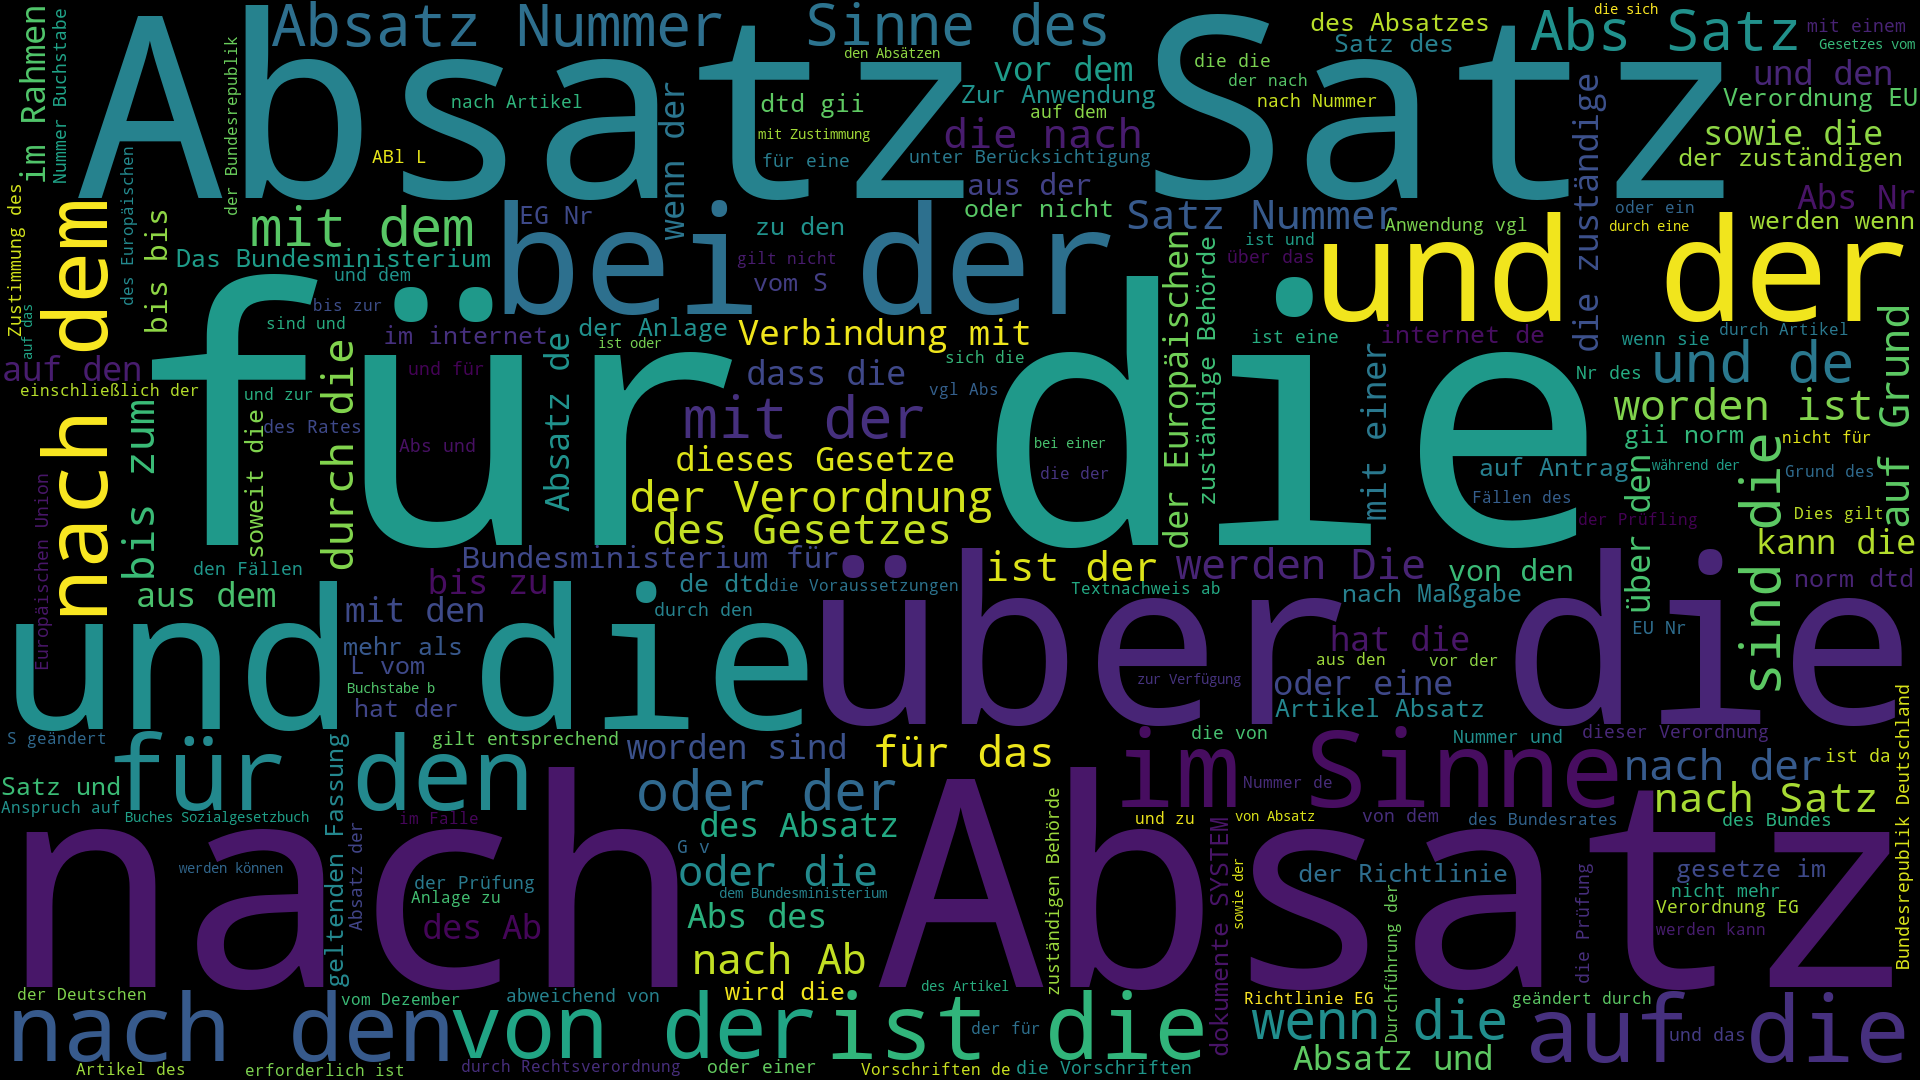 Absatz Satz
für die
nach Absatz
über die
und die
bei der
und der
nach dem
für den
im Sinne
nach den
von der
ist die
auf die
wenn die
Absatz Nummer
Sinne des
Abs Satz
des Absatzes
Satz des
die sich
mit einem
Gesetzes vom
im Rahmen
Nummer Buchstabe
der Bundesrepublik
den Absätzen
nach Artikel
vor dem
Zur Anwendung
auf dem
dtd gii
mit Zustimmung
für eine
ABl L
wenn der
die nach
unter Berücksichtigung
die die
der nach
nach Nummer
und den
Verordnung EU
sowie die
der zuständigen
die zuständige
Abs Nr
aus der
oder nicht
Satz Nummer
oder ein
durch eine
werden wenn
Anwendung vgl
ist und
über das
Zustimmung des
des Europäischen
bis bis
mit dem
EG Nr
zu den
Das Bundesministerium
gilt nicht
und dem
vom S
bis zur
sind und
im internet
der Anlage
ist oder
Verbindung mit
sich die
der Europäischen
zuständige Behörde
ist eine
internet de
wenn sie
durch Artikel
auf das
auf den
einschließlich der
und zur
und für
durch die
Absatz de
dass die
vgl Abs
mit einer
Nr des
und de
auf Grund
bis zum
soweit die
des Rates
Abs und
mit der
dieses Gesetze
bei einer
die der
worden ist
gii norm
nicht für
auf Antrag
während der
Grund des
Fällen des
der Verordnung
des Gesetzes
der Prüfling
Dies gilt
kann die
über den
sind die
Europäischen Union
den Fällen
Bundesministerium für
ist der
werden Die
von den
norm dtd
aus dem
bis zu
de dtd
die Voraussetzungen
Textnachweis ab
nach Maßgabe
mit den
durch den
EU Nr
mehr als
L vom
hat die
aus den
vor der
Buchstabe b
zur Verfügung
oder eine
hat der
Artikel Absatz
S geändert
gilt entsprechend
worden sind
für das
die von
Nummer und
dieser Verordnung
nach der
ist da
Bundesrepublik Deutschland
Satz und
Anspruch auf
Buches Sozialgesetzbuch
geltenden Fassung
im Falle
oder der
Nummer de
nach Satz
des Absatz
und zu
von Absatz
von dem
des Bundesrates
des Bundes
Absatz der
G v
werden können
der Prüfung
oder die
zuständigen Behörde
dokumente SYSTEM
sowie der
der Richtlinie
gesetze im
nicht mehr
Anlage zu
dem Bundesministerium
die Prüfung
Verordnung EG
des Ab
Abs des
werden kann
Durchführung der
nach Ab
der Deutschen
vom Dezember
abweichend von
wird die
des Artikel
Richtlinie EG
geändert durch
der für
und das
Absatz und
Artikel des
erforderlich ist
durch Rechtsverordnung
oder einer
Vorschriften de
die Vorschriften